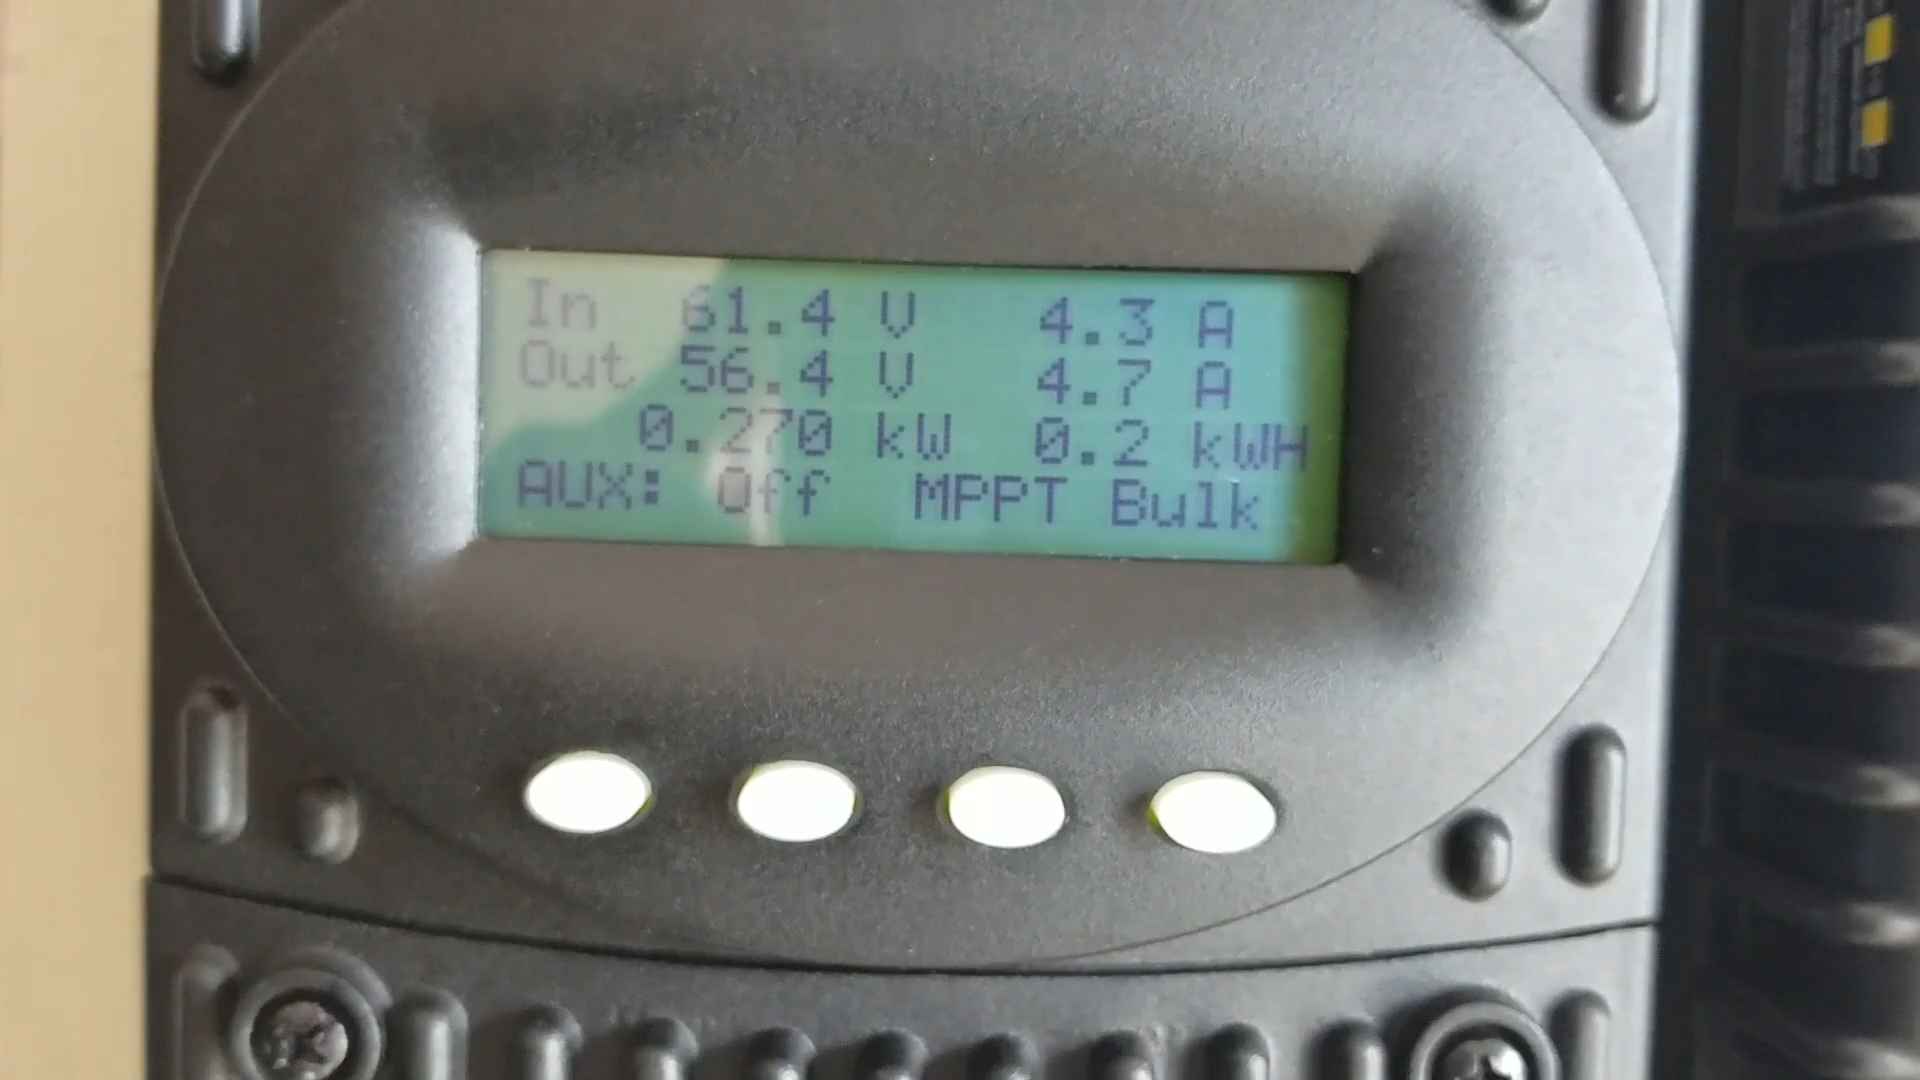 In 61.4 V 4.3 A
Out 56.4 V 4.7 A
0.270 kW 0.2 kWH
AUX: Off MPPT Bulk